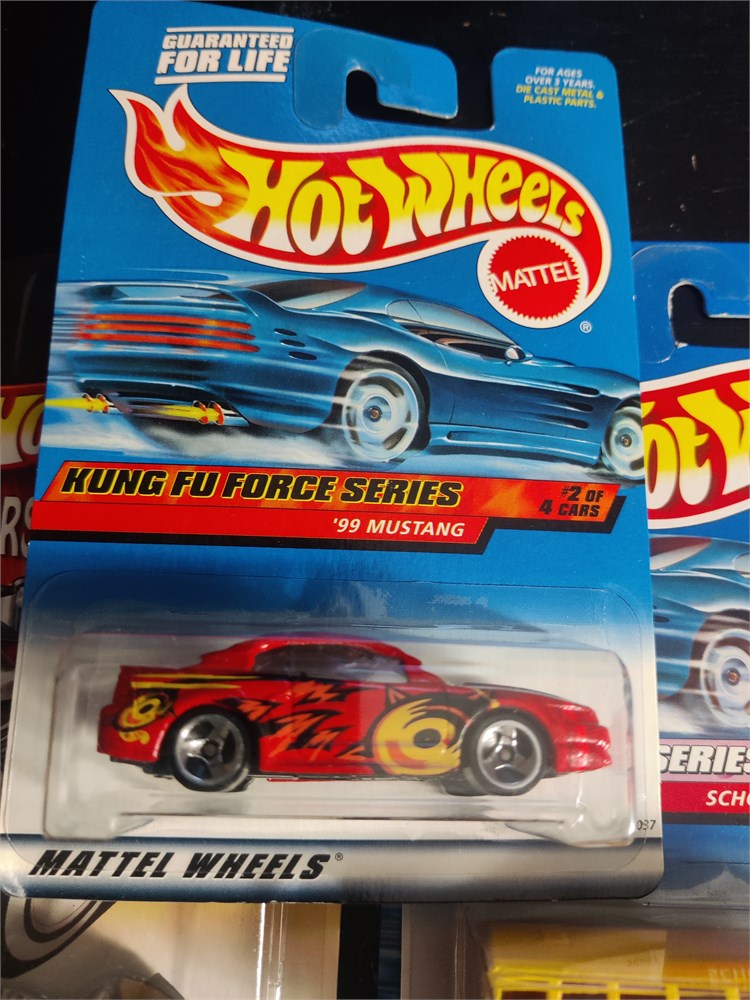 GUARANTEED
FOR LIFE
FOR AGES
OVER 3 YEARS.
DIE CAST METAL &
PLASTIC PARTS.
HOT WHEELS
MATTEL
®
KUNG FU FORCE SERIES
#2 OF
4 CARS
'99 MUSTANG
037
MATTEL WHEELS®
SERIES